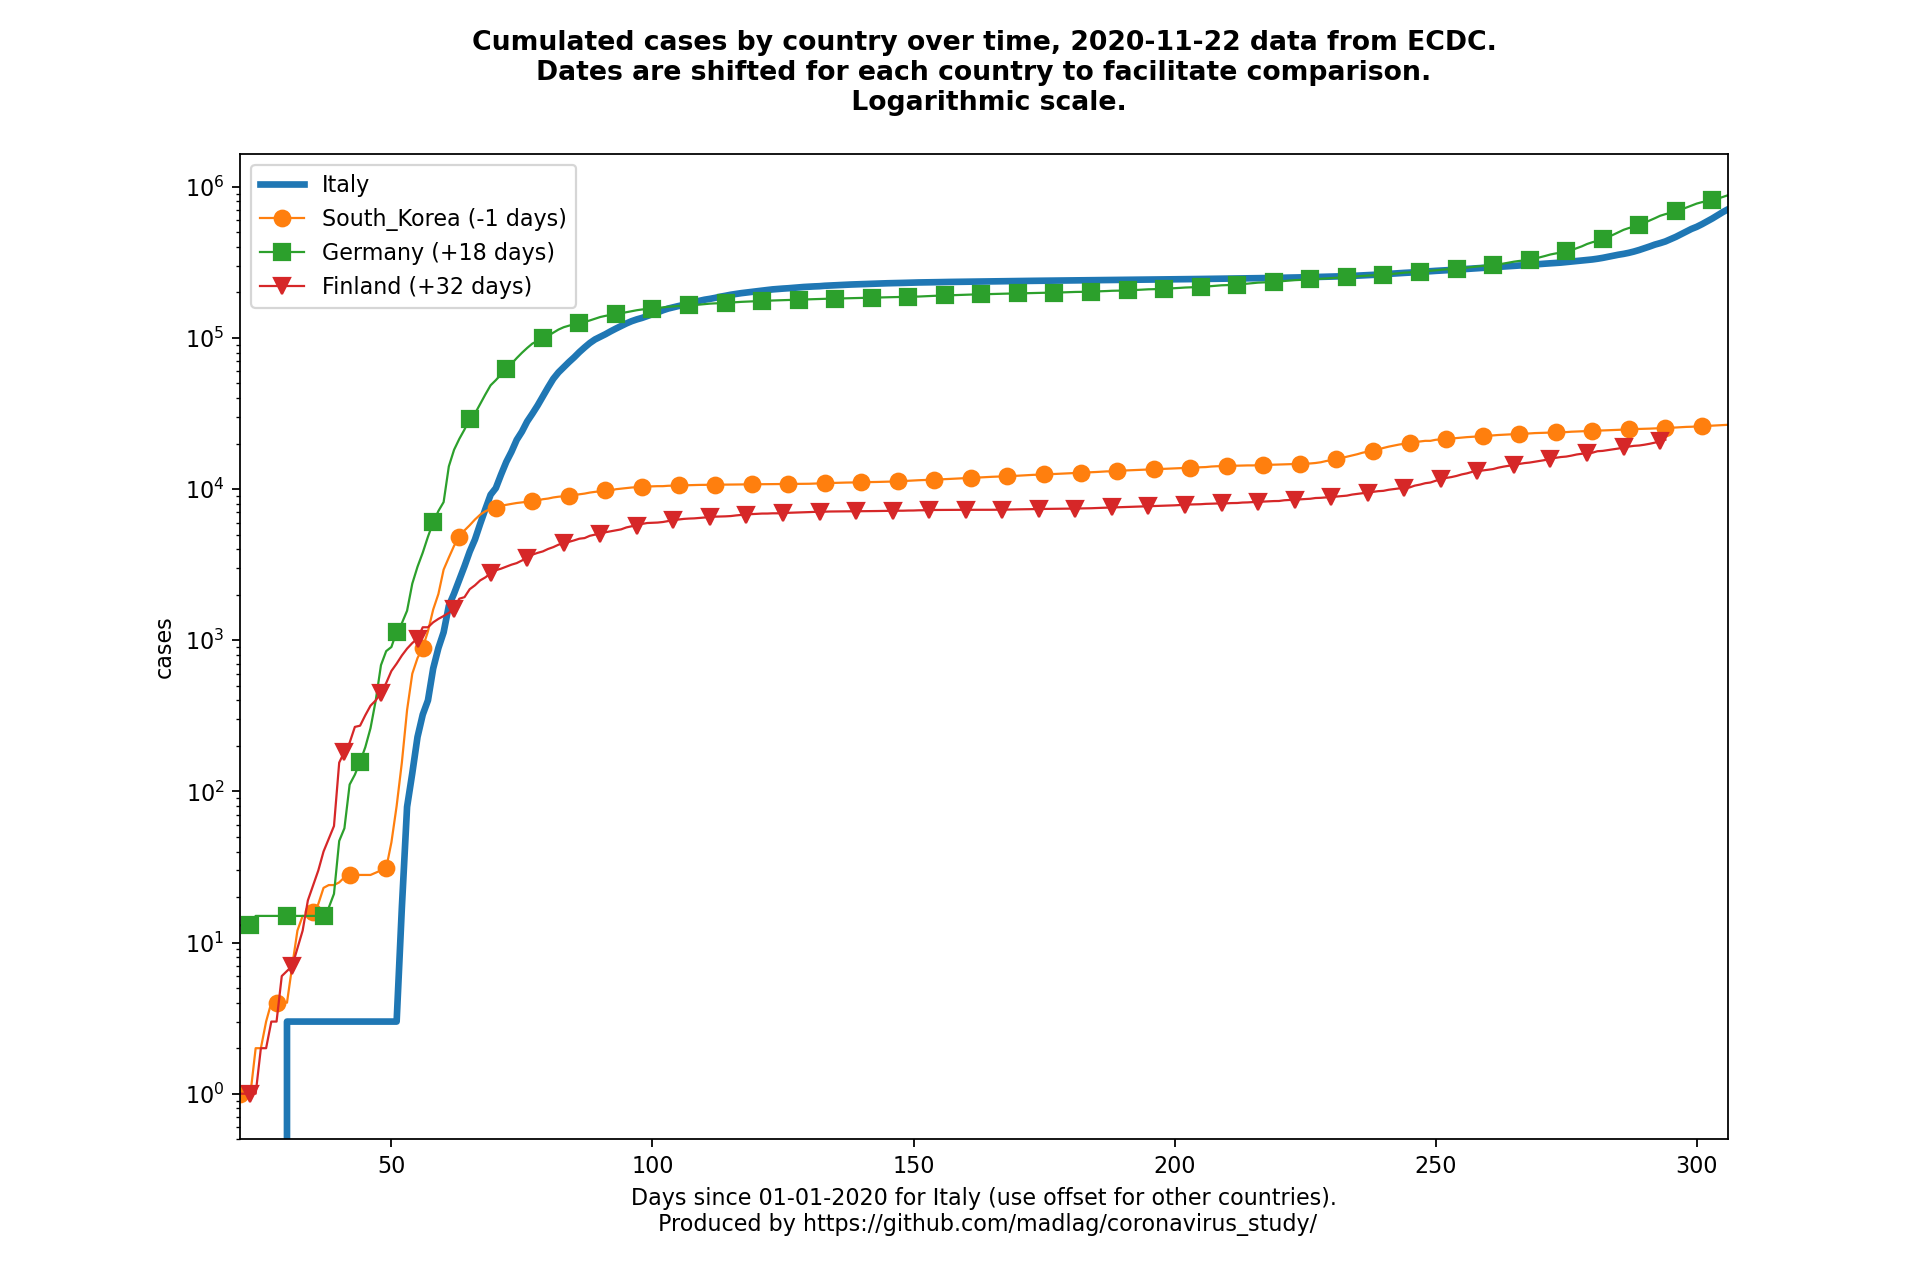 Cumulated cases by country over time, 2020-11-22 data from ECDC.
Dates are shifted for each country to facilitate comparison.
Logarithmic scale.
Italy
South_Korea (-1 days)
Germany (+18 days)
Finland (+32 days)
10^6
10^5
10^4
10^3
10^2
10^1
10^0
cases
50 100 150 200 250 300
Days since 01-01-2020 for Italy (use offset for other countries).
Produced by https://github.com/madlag/coronavirus_study/